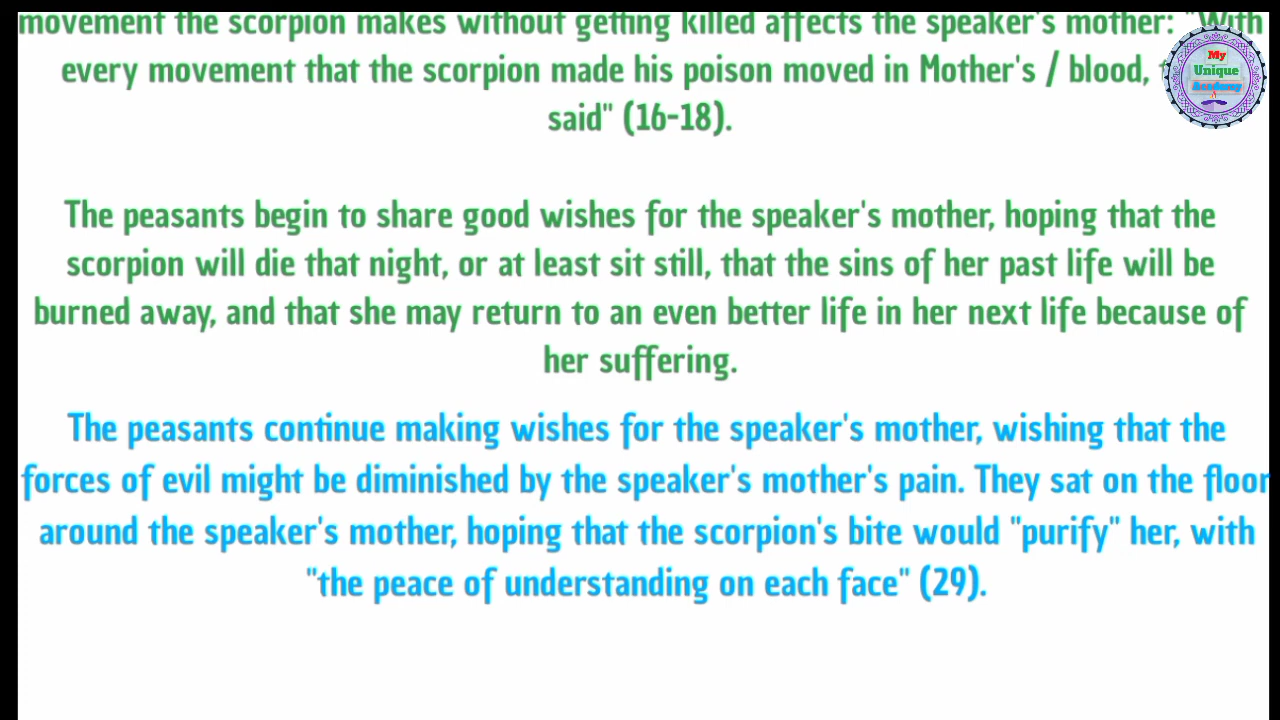 movement the scorpion makes without getting killed affects the speaker's mother: "With
every movement that the scorpion made his poison moved in Mother's / blood,
said" (16-18).
The peasants begin to share good wishes for the speaker's mother, hoping that the
scorpion will die that night, or at least sit still, that the sins of her past life will be
burned away, and that she may return to an even better life in her next life because of
her suffering.
The peasants continue making wishes for the speaker's mother, wishing that the
forces of evil might be diminished by the speaker's mother's pain. They sat on the floor
around the speaker's mother, hoping that the scorpion's bite would "purify" her, with
"the peace of understanding on each face" (29).
My
Unique
Academy